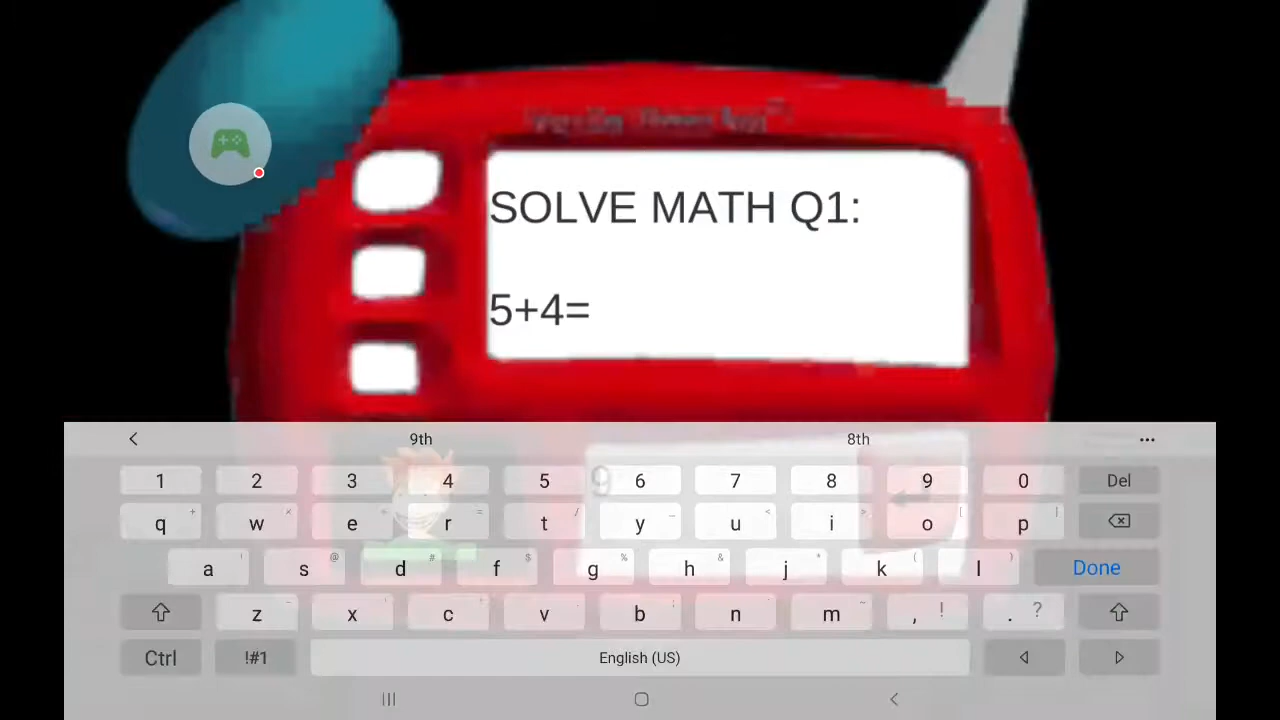 SOLVE MATH Q1:
5+4=
9th 8th ...
9
1 2 3 4 5 6 7 8 9 0 Del
q + w × e ÷ r = t / y _ u < i > o [ p ]
a ! s @ d # f $ g % h & j * k ( l ) Done
z - x ' c " v : b ; n , m ~ , ! . ?
Ctrl !#1 English (US)